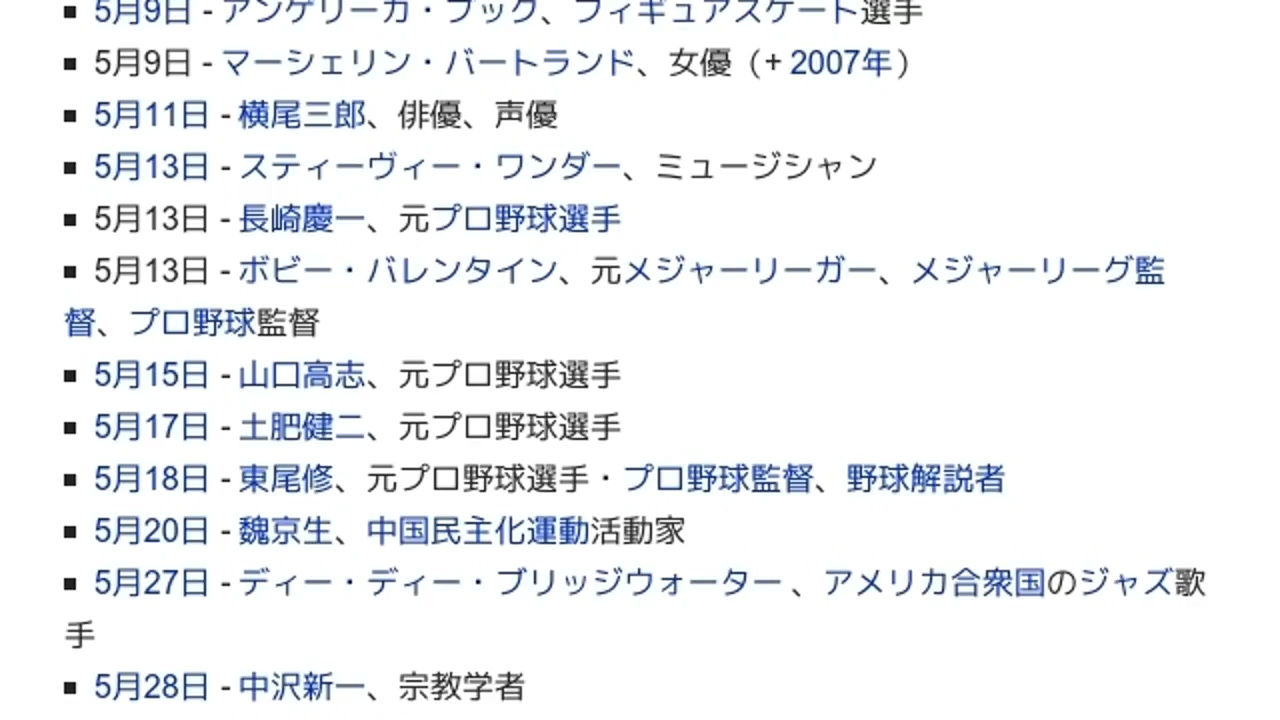 5月9日 - アンゲリーカ・ブック、フィギュアスケート選手
5月9日 - マーシェリン・バートランド、女優（+ 2007年）
5月11日 - 横尾三郎、俳優、声優
5月13日 - スティーヴィー・ワンダー、ミュージシャン
5月13日 - 長崎慶一、元プロ野球選手
5月13日 - ボビー・バレンタイン、元メジャーリーガー、メジャーリーグ監
督、プロ野球監督
5月15日 - 山口高志、元プロ野球選手
5月17日 - 土肥健二、元プロ野球選手
5月18日 - 東尾修、元プロ野球選手・プロ野球監督、野球解説者
5月20日 - 魏京生、中国民主化運動活動家
5月27日 - ディー・ディー・ブリッジウォーター 、アメリカ合衆国のジャズ歌
手
5月28日 - 中沢新一、宗教学者